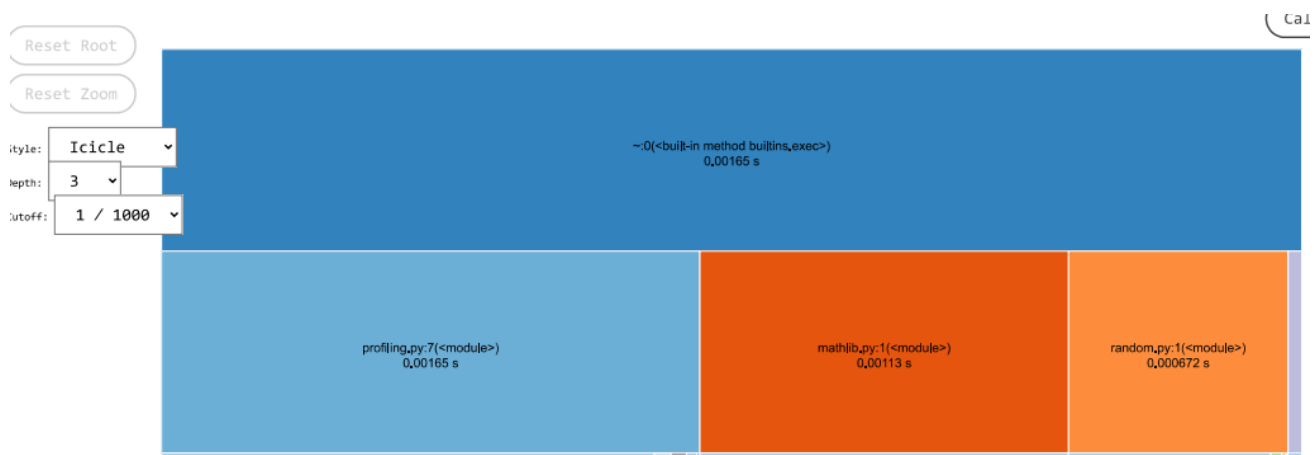 Cal
Reset Root
Reset Zoom
Style: Icicle
Depth: 3
Cutoff: 1 / 1000
~:0(<built-in method builtins.exec>)
0.00165 s
profiling.py:7(<module>)
0.00165 s
mathlib.py:1(<module>)
0.00113 s
random.py:1(<module>)
0.000672 s